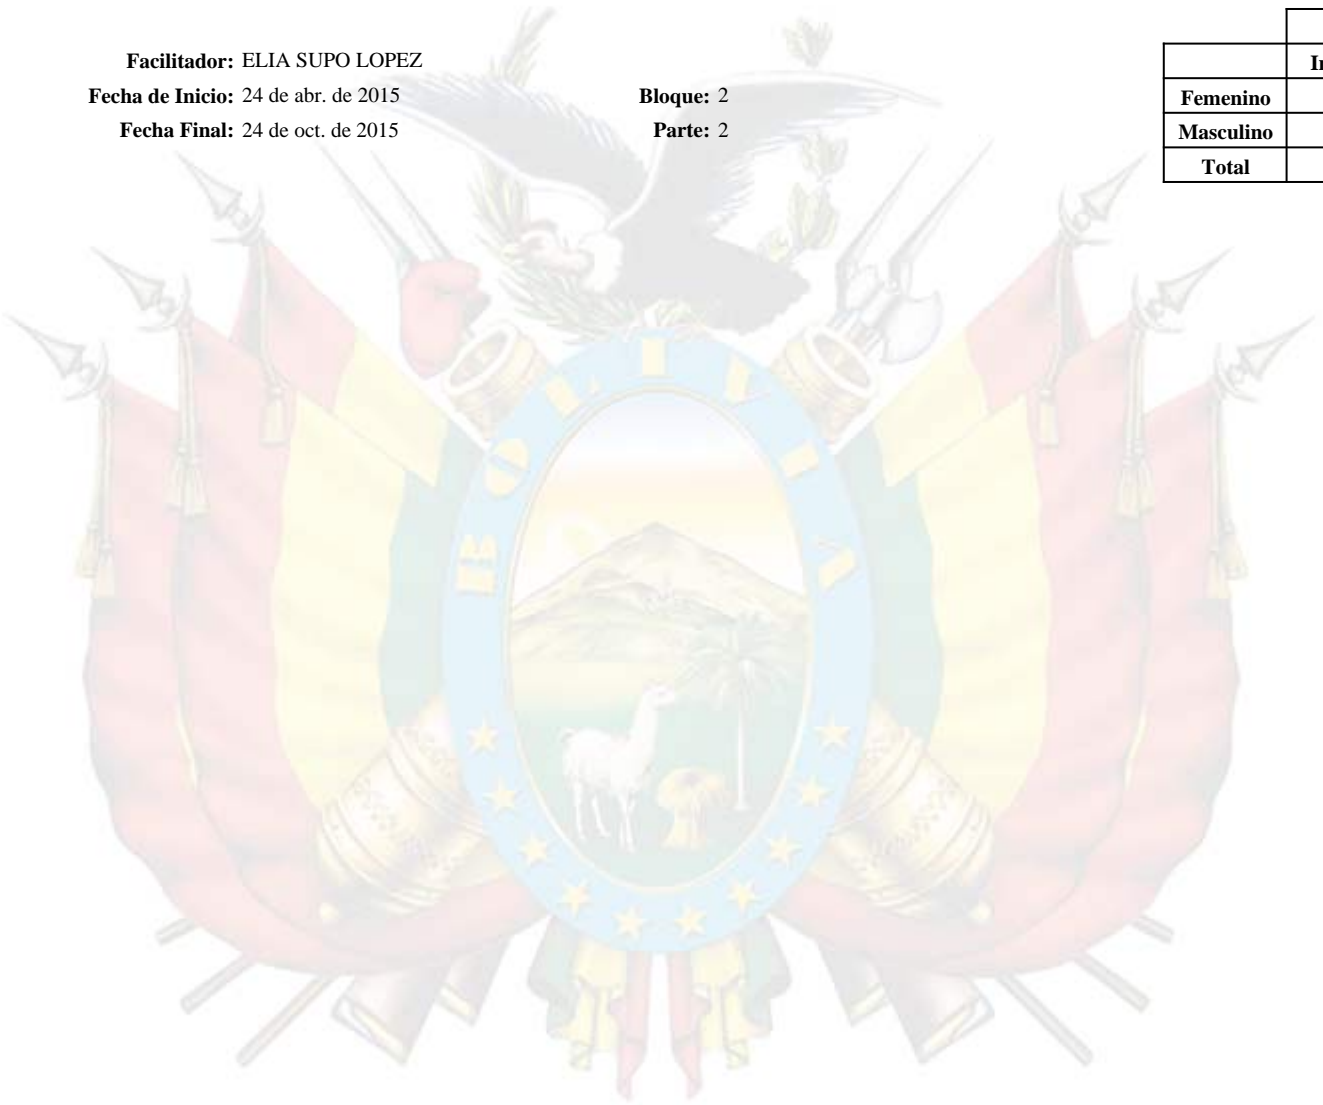 Facilitador: ELIA SUPO LOPEZ
Fecha de Inicio: 24 de abr. de 2015 Bloque: 2
Fecha Final: 24 de oct. de 2015 Parte: 2
Femenino
Masculino
Total
BOLIVIA